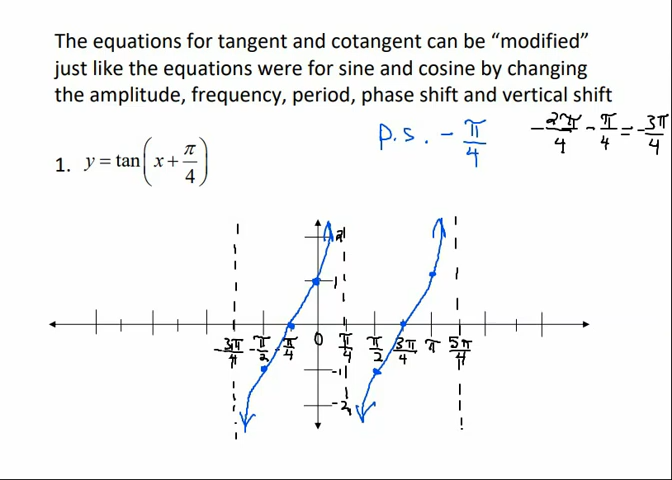 The equations for tangent and cotangent can be “modified”
just like the equations were for sine and cosine by changing
the amplitude, frequency, period, phase shift and vertical shift
p.s. - π/4
-2π/4 - π/4 = -3π/4
1. y = tan(x + π/4)
2
1
-3π/4 -π/2 -π/4 0 π/4 π/2 3π/4 π 5π/4
-1
-2